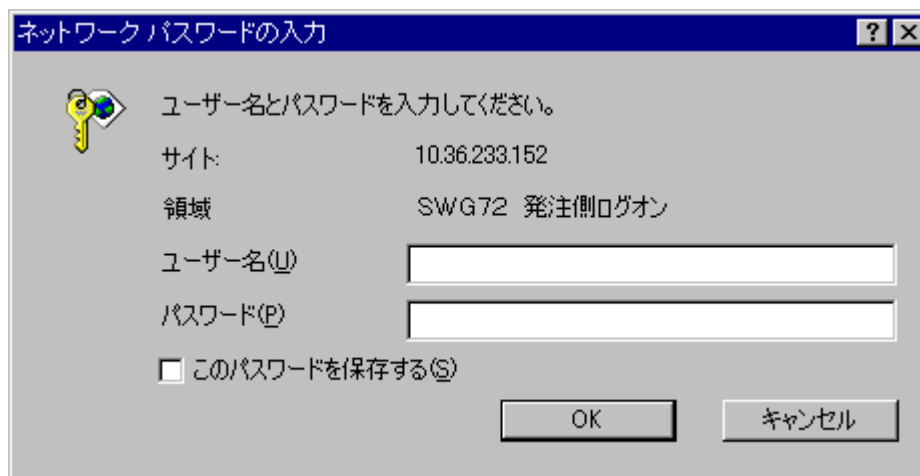 ネットワーク パスワードの入力
ユーザー名とパスワードを入力してください。
サイト: 10.36.233.152
領域 SWG72 発注側ログオン
ユーザー名(U)
パスワード(P)
このパスワードを保存する(S)
OK キャンセル